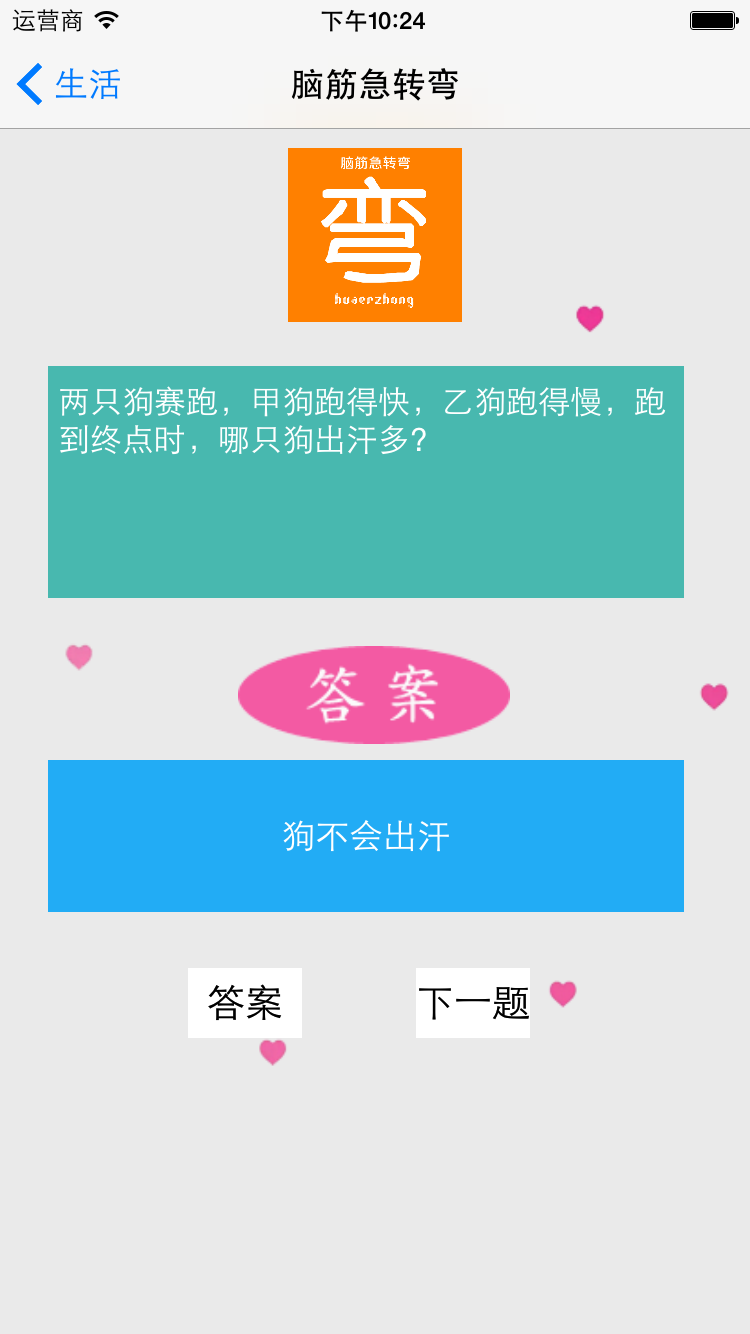 运营商
下午10:24
生活
脑筋急转弯
脑筋急转弯
弯
huaerzhong
两只狗赛跑，甲狗跑得快，乙狗跑得慢，跑
到终点时，哪只狗出汗多?
答案
狗不会出汗
答案
下一题